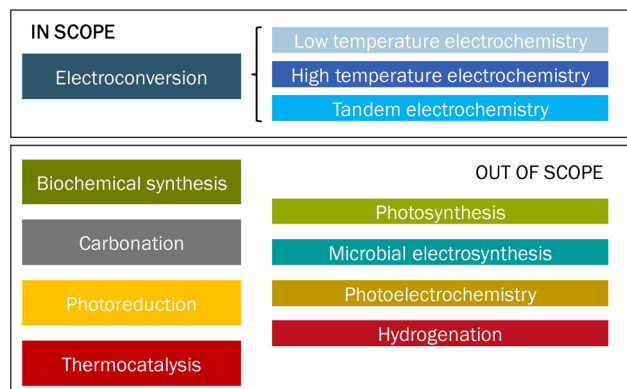 IN SCOPE
Electroconversion
Low temperature electrochemistry
High temperature electrochemistry
Tandem electrochemistry
OUT OF SCOPE
Biochemical synthesis
Carbonation
Photoreduction
Thermocatalysis
Photosynthesis
Microbial electrosynthesis
Photoelectrochemistry
Hydrogenation